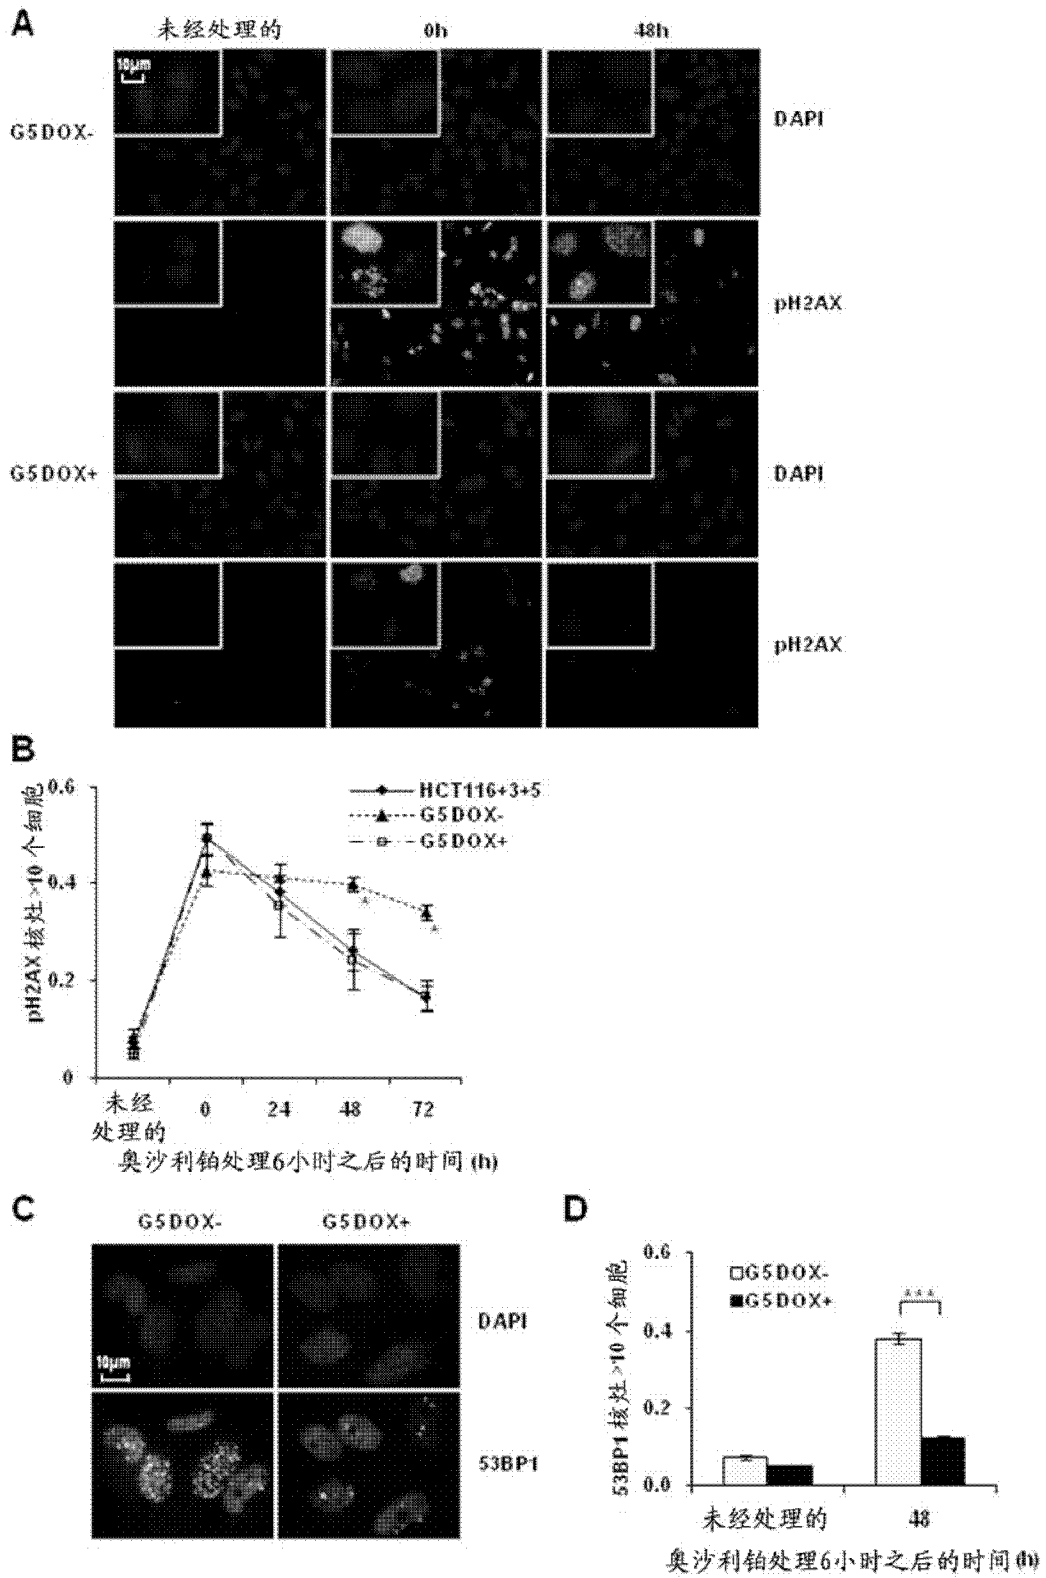 A
未经处理的 0h 48h
10μm
G5DOX-
DAPI
pH2AX
G5DOX+
DAPI
pH2AX
B
pH2AX 核灶>10 个细胞
0.6
0.4
0.2
0
HCT116+3+5
G5DOX-
G5DOX+
*
*
未经
处理的
0 24 48 72
奥沙利铂处理6小时之后的时间 (h)
C
G5DOX- G5DOX+
DAPI
10μm
53BP1
D
53BP1 核灶>10 个细胞
0.6
0.4
0.2
0.0
G5DOX-
G5DOX+
***
未经处理的 48
奥沙利铂处理6小时之后的时间(h)